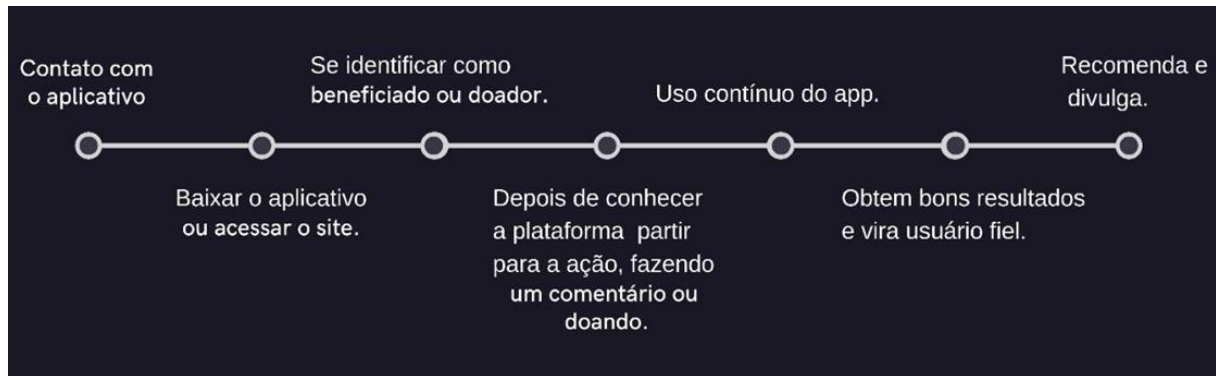 Contato com
o aplicativo
Baixar o aplicativo
ou acessar o site.
Se identificar como
beneficiado ou doador.
Depois de conhecer
a plataforma partir
para a ação, fazendo
um comentário ou
doando.
Uso contínuo do app.
Obtem bons resultados
e vira usuário fiel.
Recomenda e
divulga.